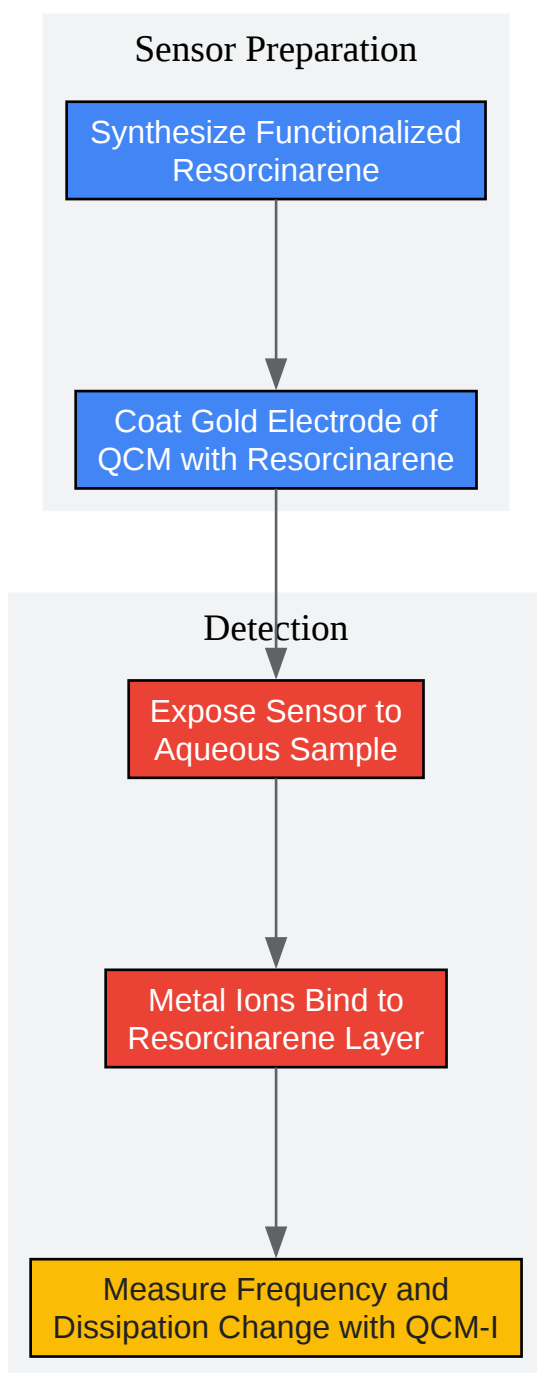 Sensor Preparation
Synthesize Functionalized
Resorcinarene
Coat Gold Electrode of
QCM with Resorcinarene
Detection
Expose Sensor to
Aqueous Sample
Metal Ions Bind to
Resorcinarene Layer
Measure Frequency and
Dissipation Change with QCM-I